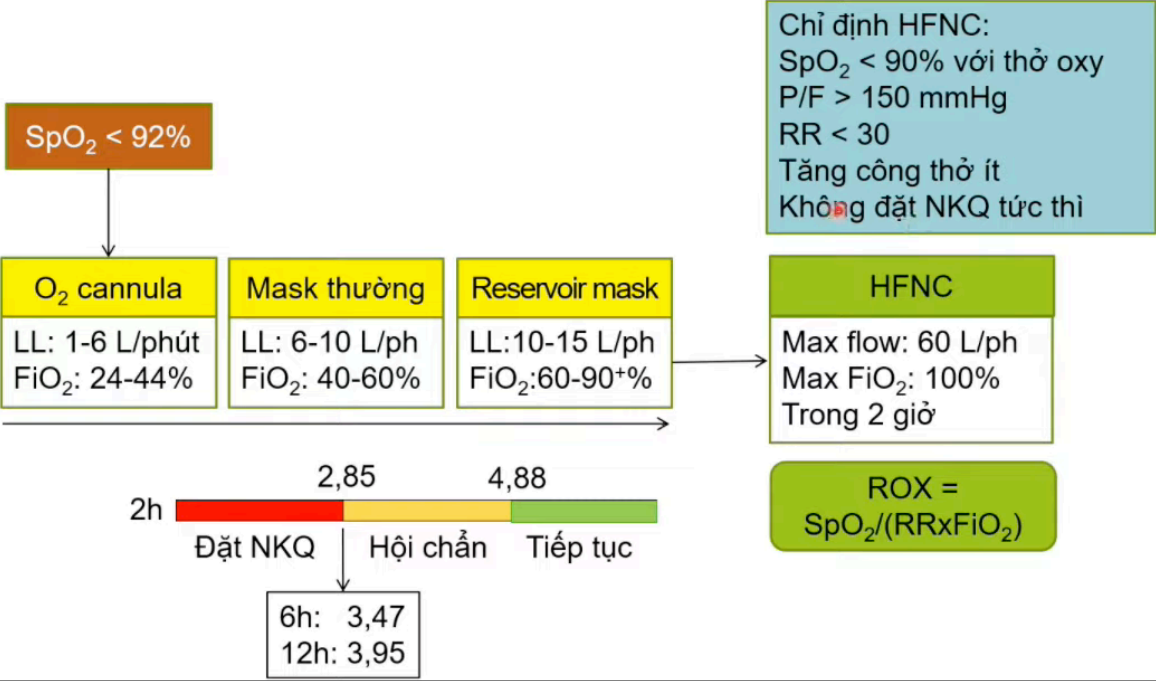 Chỉ định HFNC:
SpO₂ < 90% với thở oxy
P/F > 150 mmHg
RR < 30
Tăng công thở ít
Không đặt NKQ tức thì
SpO₂ < 92%
O₂ cannula
LL: 1-6 L/phút
FiO₂: 24-44%
Mask thường
LL: 6-10 L/ph
FiO₂: 40-60%
Reservoir mask
LL:10-15 L/ph
FiO₂:60-90⁺%
HFNC
Max flow: 60 L/ph
Max FiO₂: 100%
Trong 2 giở
2,85
4,88
2h
Đặt NKQ
Hội chẩn
Tiếp tục
6h: 3,47
12h: 3,95
ROX =
SpO₂/(RRxFiO₂)